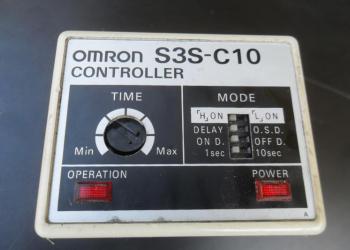 OMRON S3S-C10
CONTROLLER
TIME
Min Max
MODE
「H」ON 「L」ON
DELAY O.S.D.
ON D. OFF D.
1sec 10sec
OPERATION
POWER
A